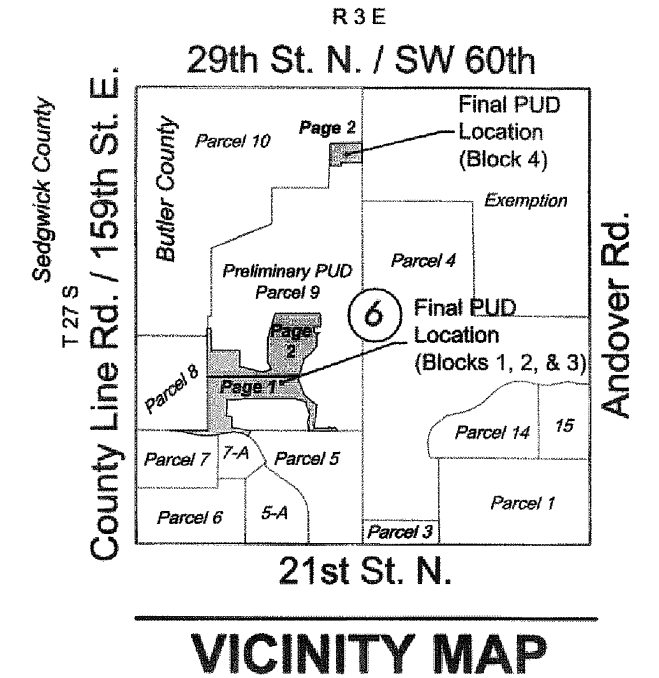 R 3 E
29th St. N. / SW 60th
Sedgwick County
T 27 S
County Line Rd. / 159th St. E.
Butler County
Parcel 10
Page 2
Final PUD
Location
(Block 4)
Exemption
Parcel 4
Preliminary PUD
Parcel 9
6
Final PUD
Location
(Blocks 1, 2, & 3)
Page
2
Page 1
Parcel 8
Andover Rd.
Parcel 14
15
Parcel 7
7-A
Parcel 5
Parcel 6
5-A
Parcel 1
Parcel 3
21st St. N.
VICINITY MAP